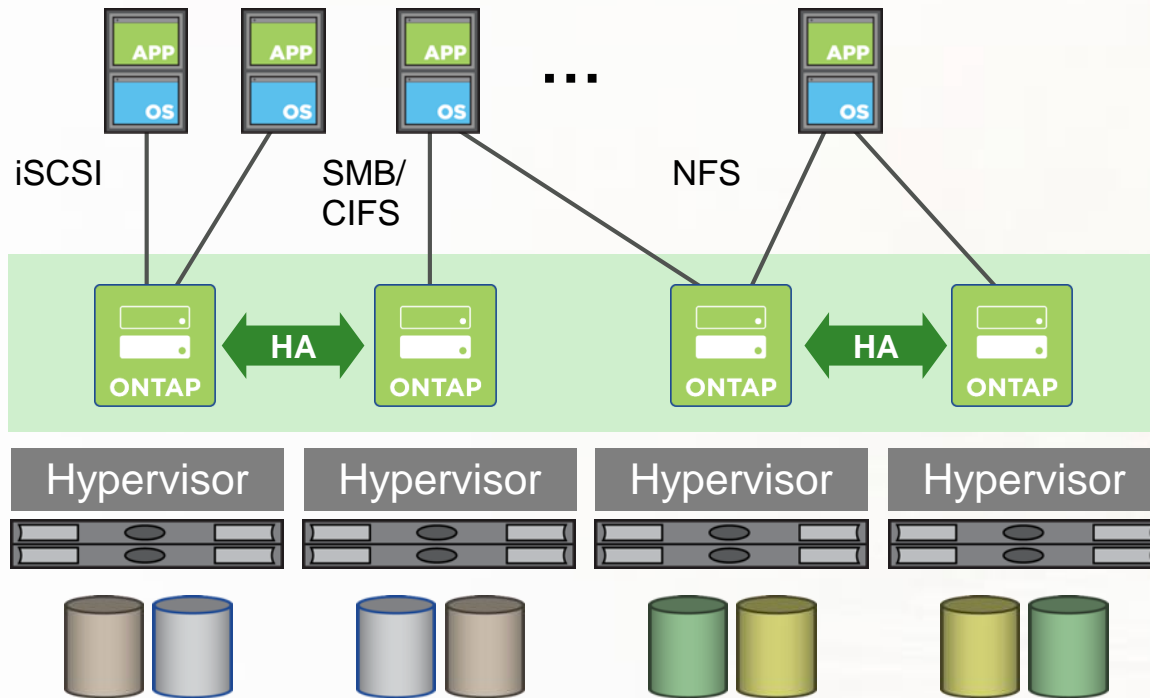 APP
OS
APP
OS
APP
OS
...
APP
OS
iSCSI
SMB/
CIFS
NFS
ONTAP
HA
ONTAP
ONTAP
HA
ONTAP
Hypervisor
Hypervisor
Hypervisor
Hypervisor